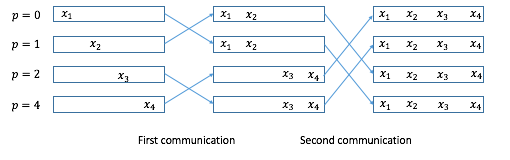 p = 0 x₁ x₁ x₂ x₁ x₂ x₃ x₄
p = 1 x₂ x₁ x₂ x₁ x₂ x₃ x₄
p = 2 x₃ x₃ x₄ x₁ x₂ x₃ x₄
p = 4 x₄ x₃ x₄ x₁ x₂ x₃ x₄
First communication Second communication